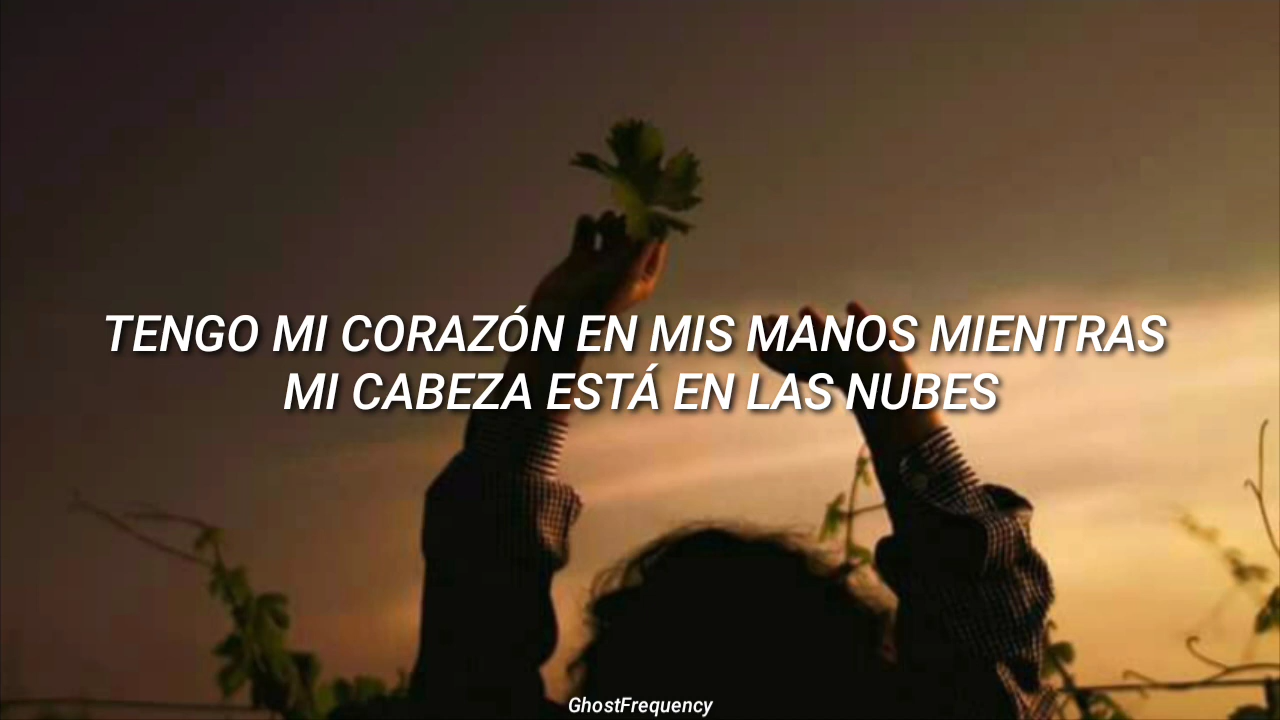 TENGO MI CORAZÓN EN MIS MANOS MIENTRAS
MI CABEZA ESTÁ EN LAS NUBES
GhostFrequency